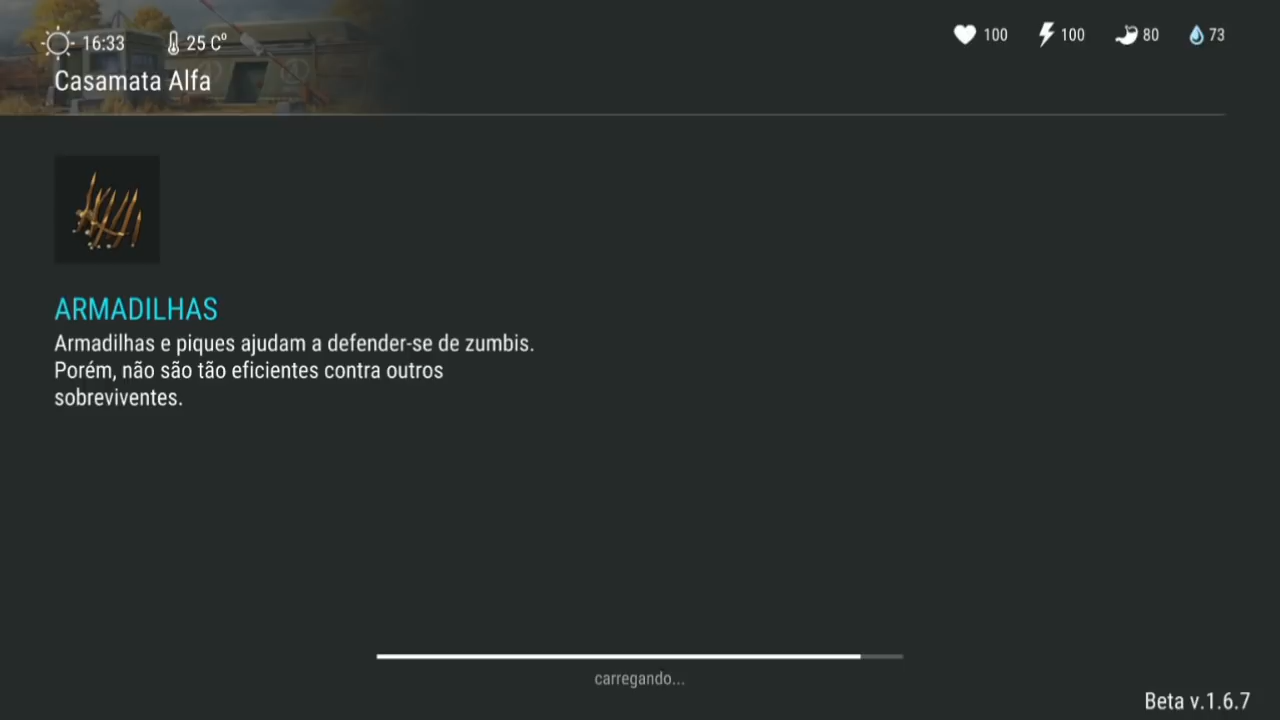 16:33 25 Cº 100 100 80 73
Casamata Alfa
ARMADILHAS
Armadilhas e piques ajudam a defender-se de zumbis.
Porém, não são tão eficientes contra outros
sobreviventes.
carregando...
Beta v.1.6.7